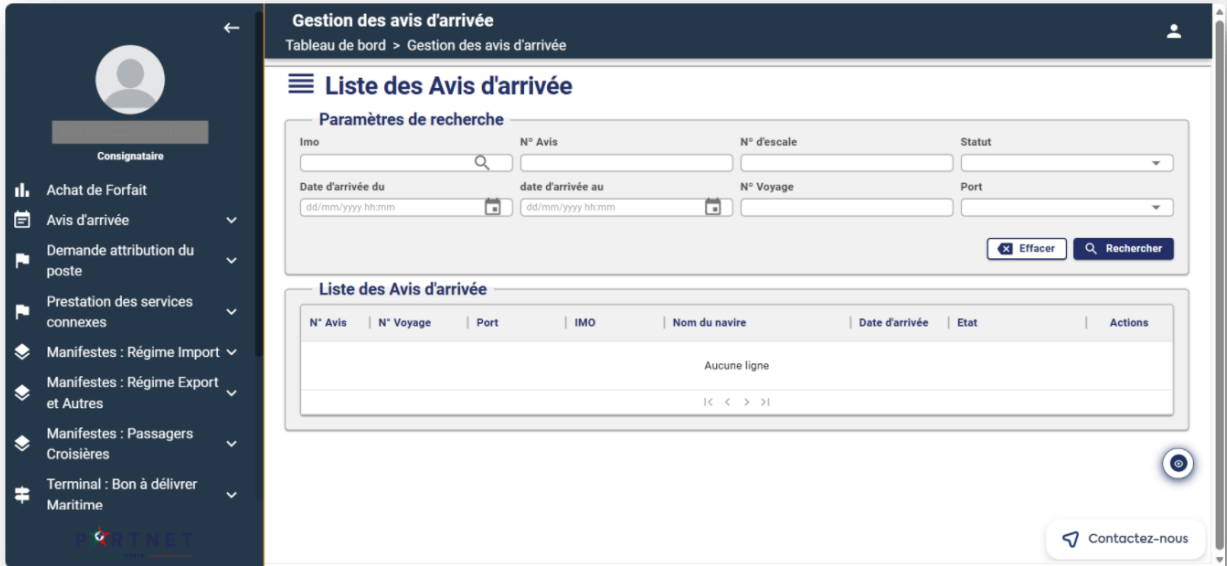 Gestion des avis d'arrivée
Tableau de bord > Gestion des avis d'arrivée
Consignataire
Achat de Forfait
Avis d'arrivée
Demande attribution du
poste
Prestation des services
connexes
Manifestes : Régime Import
Manifestes : Régime Export
et Autres
Manifestes : Passagers
Croisières
Terminal : Bon à délivrer
Maritime
PORTNET
Liste des Avis d'arrivée
Paramètres de recherche
Imo N° Avis N° d'escale Statut
Date d'arrivée du date d'arrivée au N° Voyage Port
dd/mm/yyyy hh:mm dd/mm/yyyy hh:mm
Effacer Rechercher
Liste des Avis d'arrivée
N° Avis N° Voyage Port IMO Nom du navire Date d'arrivée Etat Actions
Aucune ligne
Contactez-nous